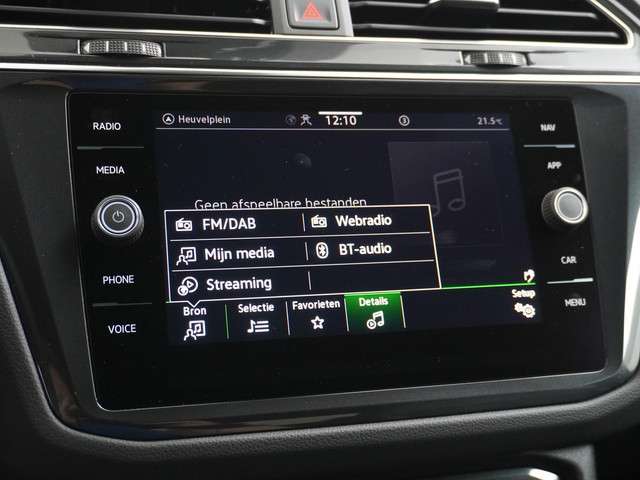 RADIO
MEDIA
PHONE
VOICE
Heuvelplein 12:10 3 21.5°C
Geen afspeelbare bestanden
FM/DAB Webradio
Mijn media BT-audio
Streaming
Bron Selectie Favorieten Details Setup
NAV
APP
CAR
MENU